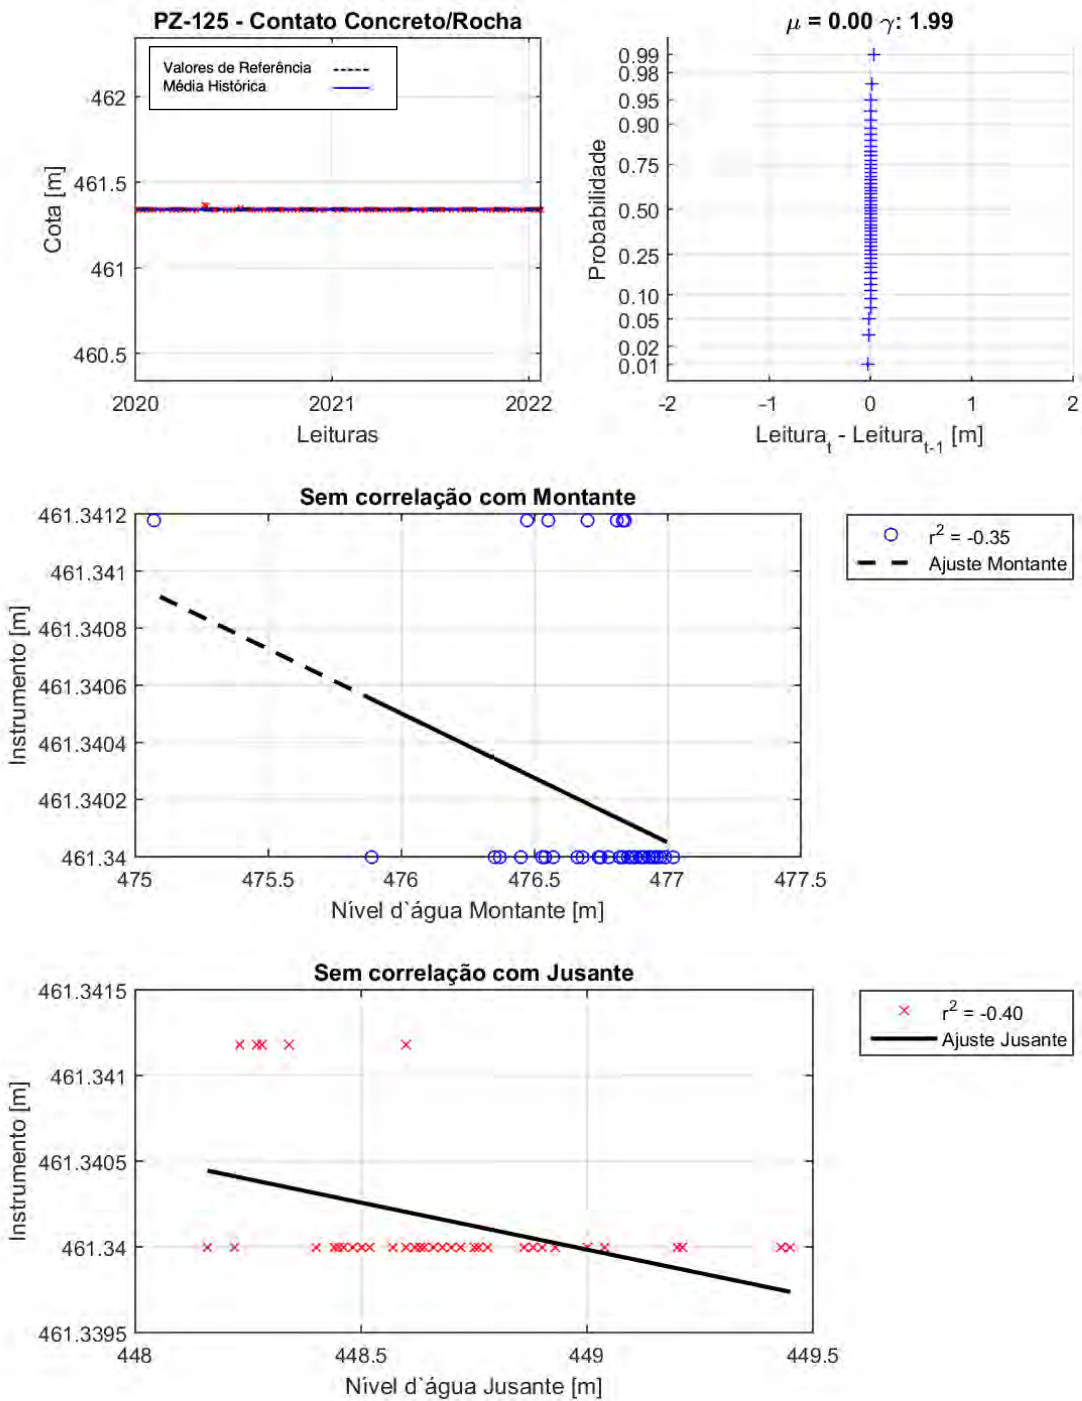 PZ-125 - Contato Concreto/Rocha
Valores de Referência
Média Histórica
462
461.5
461
460.5
Cota [m]
2020
2021
2022
Leituras
μ = 0.00 γ: 1.99
0.99
0.98
0.95
0.90
0.75
0.50
0.25
0.10
0.05
0.02
0.01
Probabilidade
-2
-1
0
1
2
Leitura_t - Leitura_t-1 [m]
Sem correlação com Montante
461.3412
461.341
461.3408
461.3406
461.3404
461.3402
461.34
Instrumento [m]
475
475.5
476
476.5
477
477.5
Nível d`água Montante [m]
r² = -0.35
Ajuste Montante
Sem correlação com Jusante
461.3415
461.341
461.3405
461.34
461.3395
Instrumento [m]
448
448.5
449
449.5
Nível d`água Jusante [m]
r² = -0.40
Ajuste Jusante